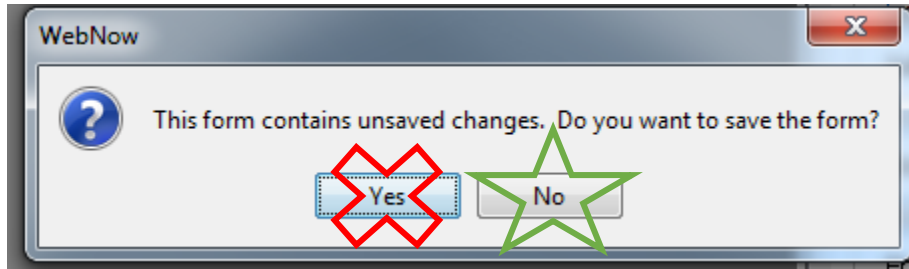 WebNow
This form contains unsaved changes. Do you want to save the form?
Yes
No